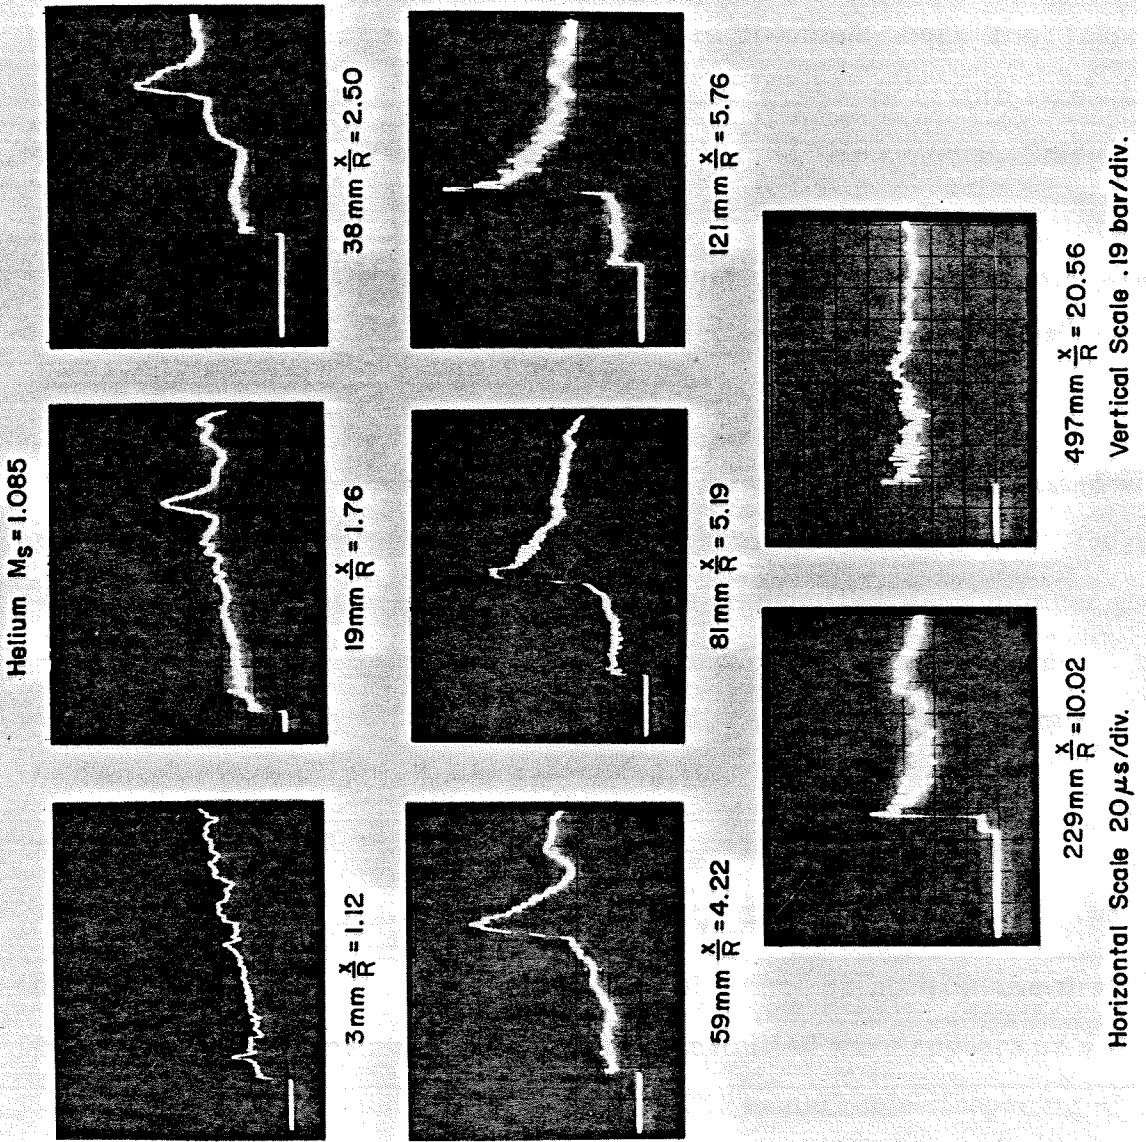 Helium Ms = 1.085
3mm x/R = 1.12
19mm x/R = 1.76
38mm x/R = 2.50
59mm x/R = 4.22
81mm x/R = 5.19
121mm x/R = 5.76
229mm x/R = 10.02
497mm x/R = 20.56
Horizontal Scale 20 μs/div.
Vertical Scale .19 bar/div.